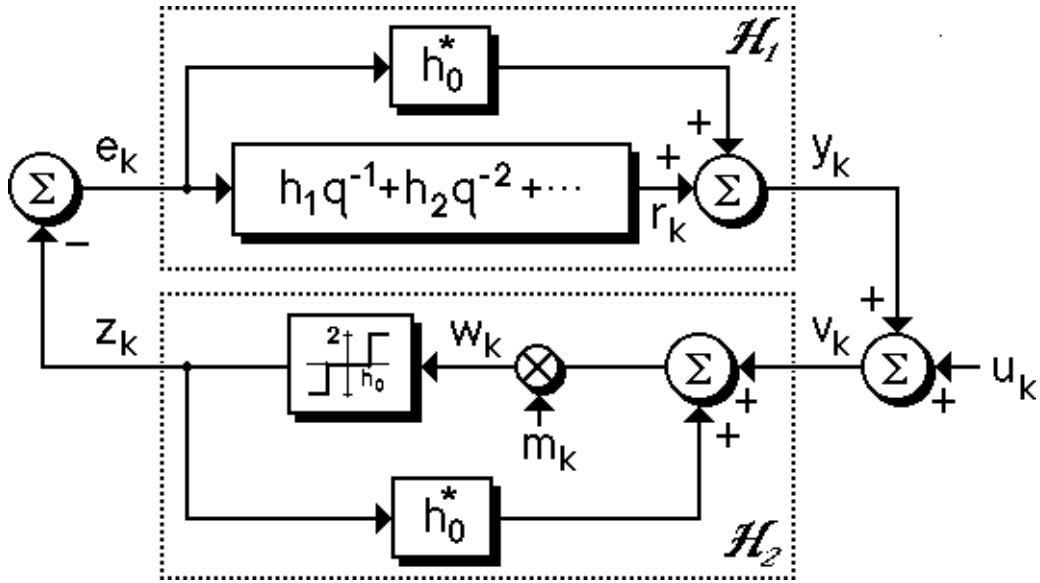 ℋ₁
h₀*
e_k
Σ
h₁q⁻¹+h₂q⁻²+⋯
+
+
r_k
Σ
y_k
−
z_k
2
h₀
w_k
m_k
Σ
+
+
v_k
+
Σ
+
u_k
h₀*
ℋ₂